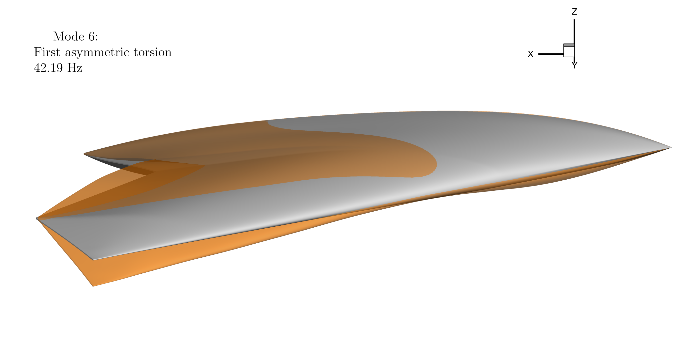 Mode 6:
First asymmetric torsion
42.19 Hz
Z
X
Y